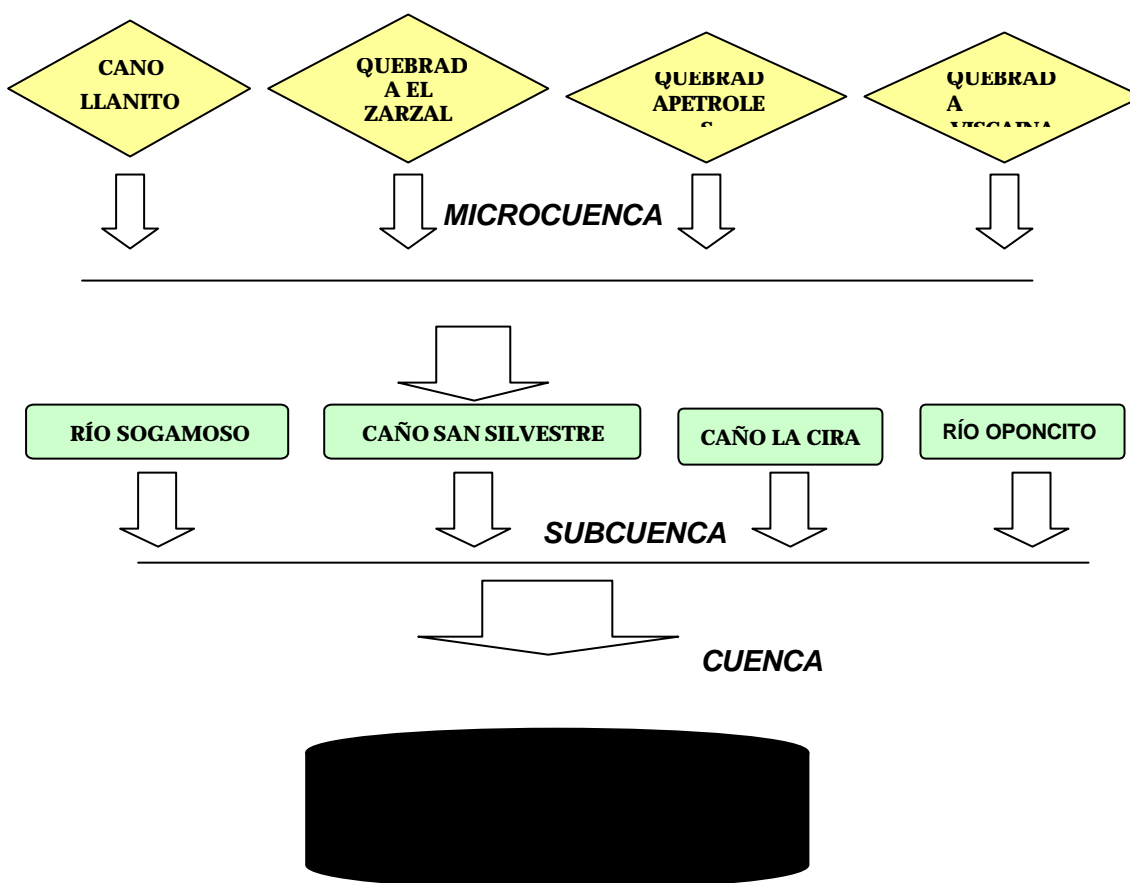 CANO
LLANITO
QUEBRAD
A EL
ZARZAL
QUEBRAD
APETROLE
S
QUEBRAD
A
VISCAINA
MICROCUENCA
RÍO SOGAMOSO
CAÑO SAN SILVESTRE
CAÑO LA CIRA
RÍO OPONCITO
SUBCUENCA
CUENCA